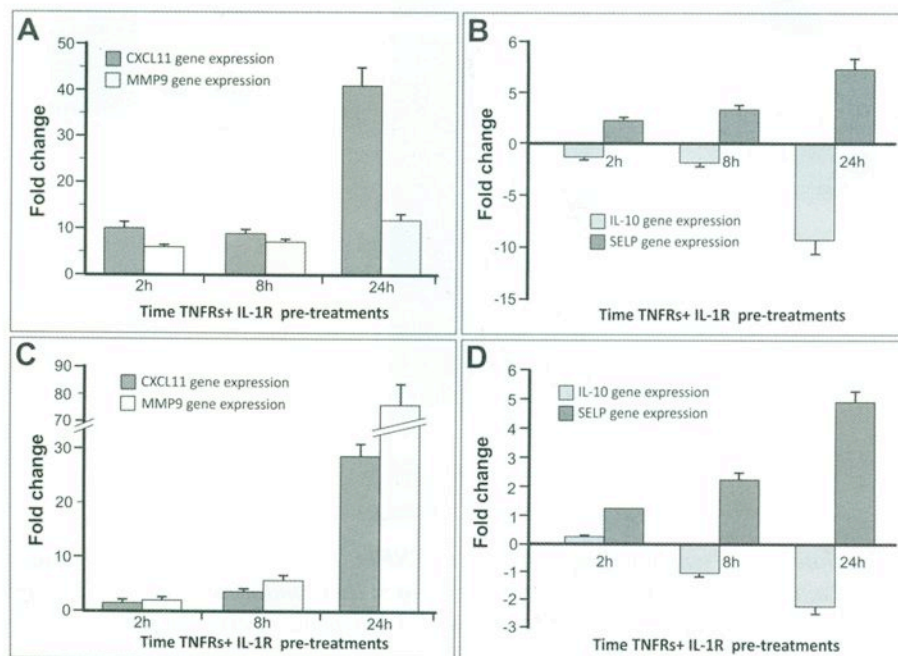 A
50
40
30
20
10
0
Fold change
CXCL11 gene expression
MMP9 gene expression
2h
8h
24h
Time TNFRs+ IL-1R pre-treatments
B
6
5
0
-5
-10
-15
Fold change
2h
8h
24h
IL-10 gene expression
SELP gene expression
Time TNFRs+ IL-1R pre-treatments
C
90
80
70
30
20
10
0
Fold change
CXCL11 gene expression
MMP9 gene expression
2h
8h
24h
Time TNFRs+ IL-1R pre-treatments
D
6
5
4
3
2
1
0
-1
-2
-3
Fold change
IL-10 gene expression
SELP gene expression
2h
8h
24h
Time TNFRs+ IL-1R pre-treatments